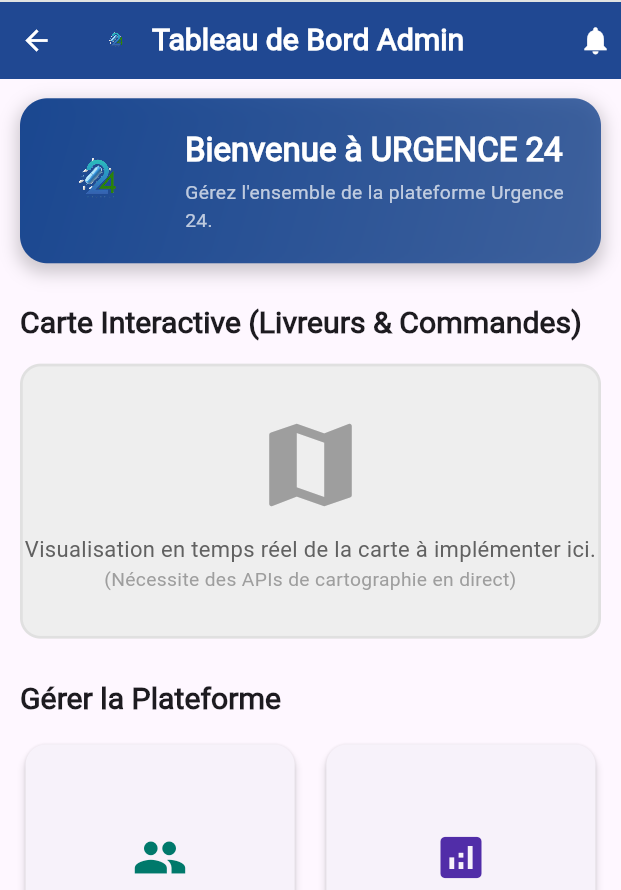 Tableau de Bord Admin
24
Bienvenue à URGENCE 24
Gérez l'ensemble de la plateforme Urgence
24.
Carte Interactive (Livreurs & Commandes)
Visualisation en temps réel de la carte à implémenter ici.
(Nécessite des APIs de cartographie en direct)
Gérer la Plateforme